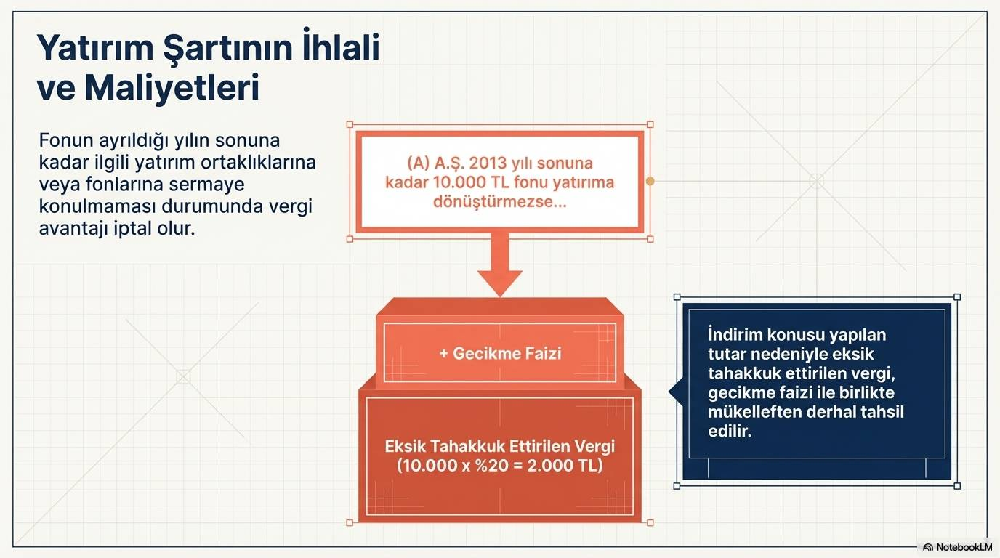 Yatırım Şartının İhlali
ve Maliyetleri
Fonun ayrıldığı yılın sonuna
kadar ilgili yatırım ortaklıklarına
veya fonlarına sermaye
konulmaması durumunda vergi
avantajı iptal olur.
(A) A.Ş. 2013 yılı sonuna
kadar 10.000 TL fonu yatırıma
dönüştürmezse...
+ Gecikme Faizi
Eksik Tahakkuk Ettirilen Vergi
(10.000 x %20 = 2.000 TL)
İndirim konusu yapılan
tutar nedeniyle eksik
tahakkuk ettirilen vergi,
gecikme faizi ile birlikte
mükelleften derhal tahsil
edilir.
NotebookLM